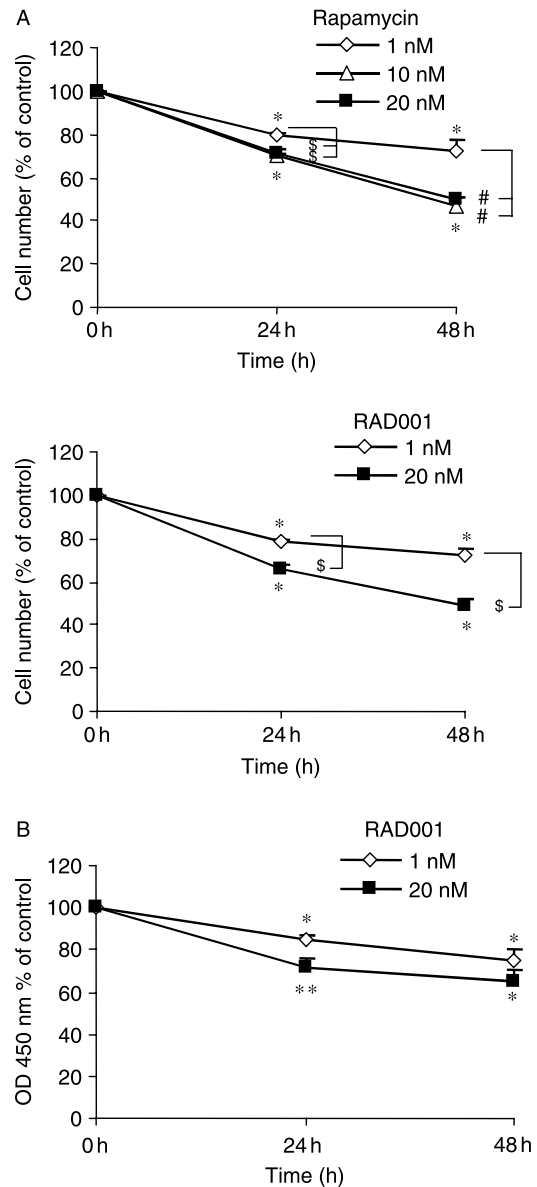 A
Rapamycin
1 nM
10 nM
20 nM
Cell number (% of control)
120
100
80
60
40
20
0
*
$
$
*
*
#
#
*
0 h 24 h 48 h
Time (h)
RAD001
1 nM
20 nM
Cell number (% of control)
120
100
80
60
40
20
0
*
$
*
*
$
*
0 h 24 h 48 h
Time (h)
B
RAD001
1 nM
20 nM
OD 450 nm % of control
120
100
80
60
40
20
0
*
**
*
*
0 h 24 h 48 h
Time (h)